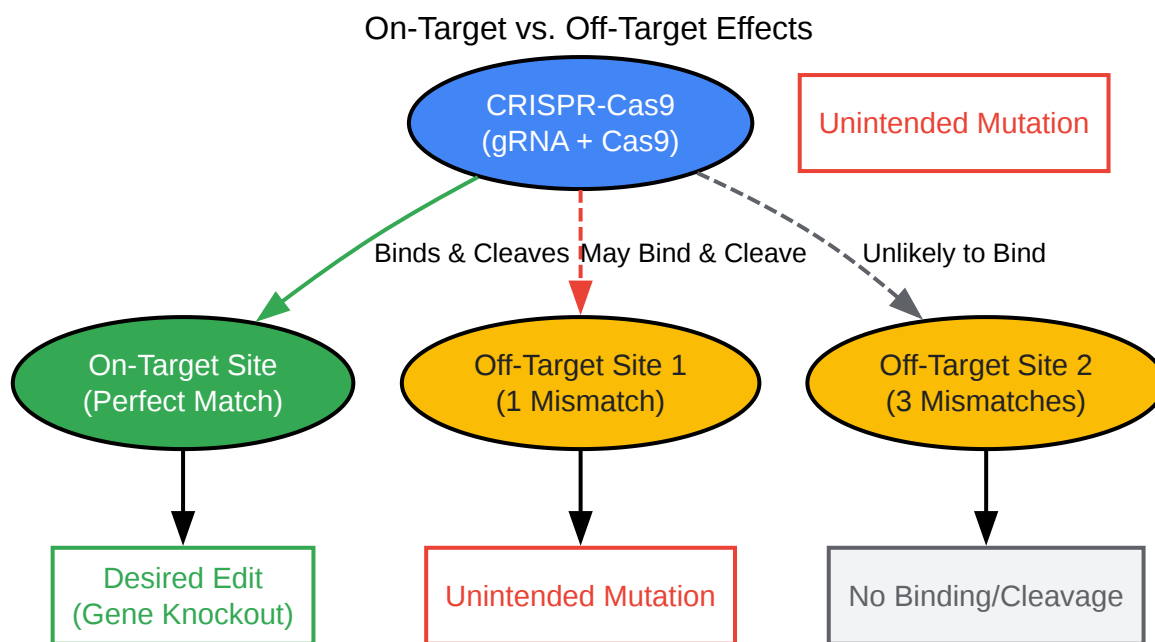 On-Target vs. Off-Target Effects
CRISPR-Cas9
(gRNA + Cas9)
Unintended Mutation
Binds & Cleaves
May Bind & Cleave
Unlikely to Bind
On-Target Site
(Perfect Match)
Off-Target Site 1
(1 Mismatch)
Off-Target Site 2
(3 Mismatches)
Desired Edit
(Gene Knockout)
Unintended Mutation
No Binding/Cleavage